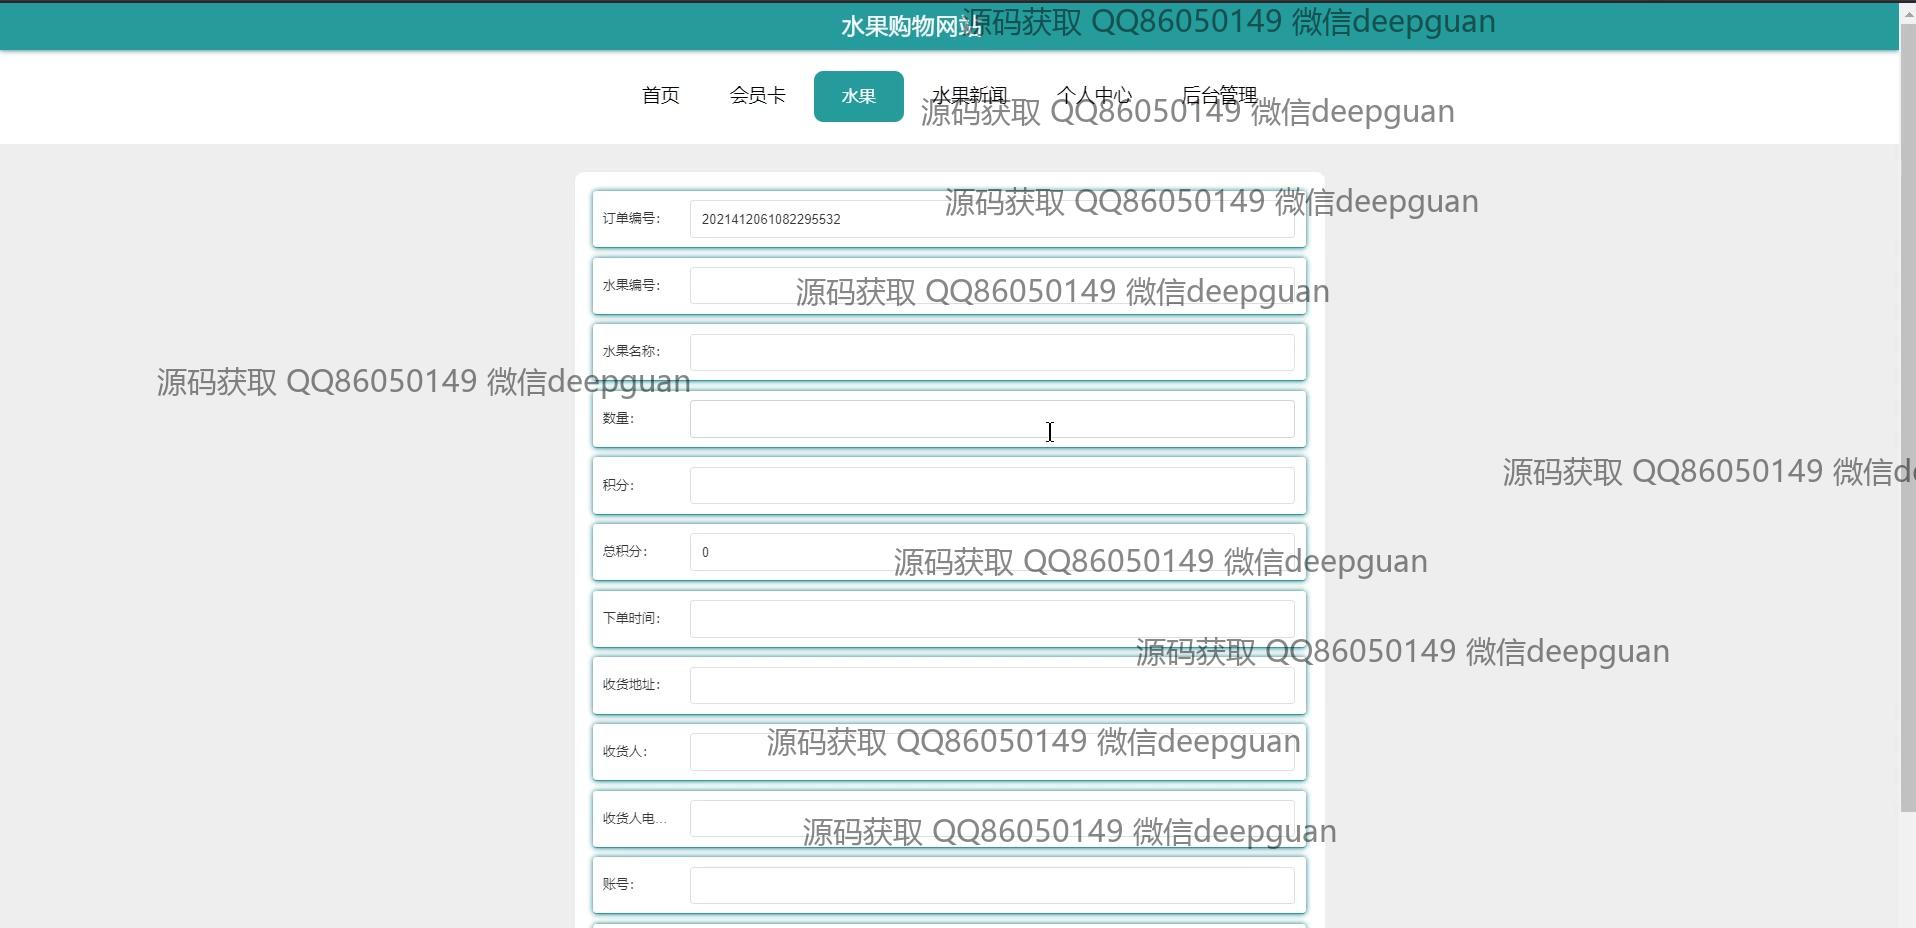 水果购物网站
源码获取 QQ86050149 微信deepguan
首页 会员卡 水果 水果新闻 个人中心 后台管理
源码获取 QQ86050149 微信deepguan
源码获取 QQ86050149 微信deepguan
订单编号: 2021412061082295532
水果编号:
源码获取 QQ86050149 微信deepguan
水果名称:
源码获取 QQ86050149 微信deepguan
数量:
源码获取 QQ86050149 微信d
积分:
总积分: 0
源码获取 QQ86050149 微信deepguan
下单时间:
源码获取 QQ86050149 微信deepguan
收货地址:
收货人:
源码获取 QQ86050149 微信deepguan
收货人电...
源码获取 QQ86050149 微信deepguan
账号: